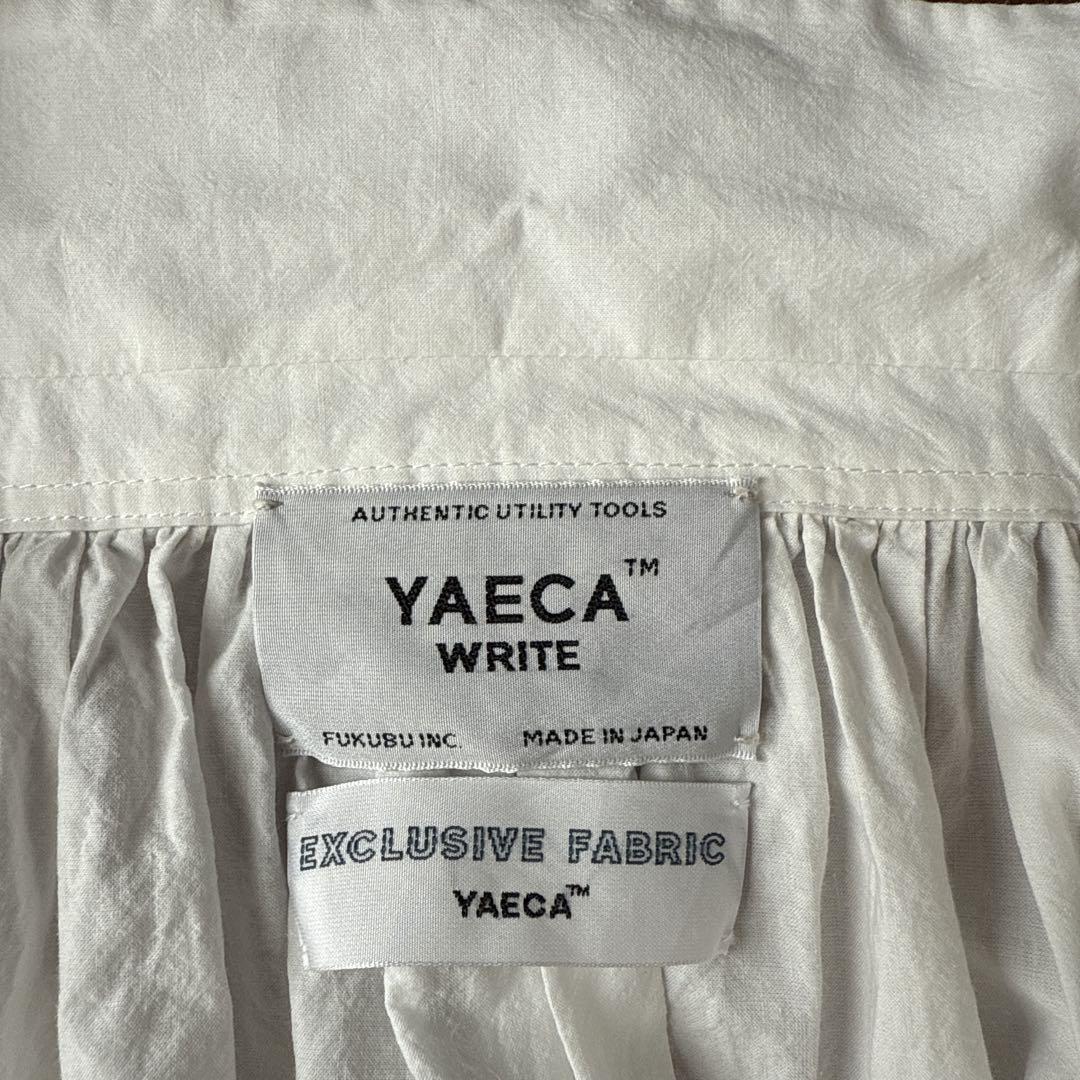 AUTHENTIC UTILITY TOOLS
YAECA™
WRITE
FUKUBU INC. MADE IN JAPAN
EXCLUSIVE FABRIC
YAECA™